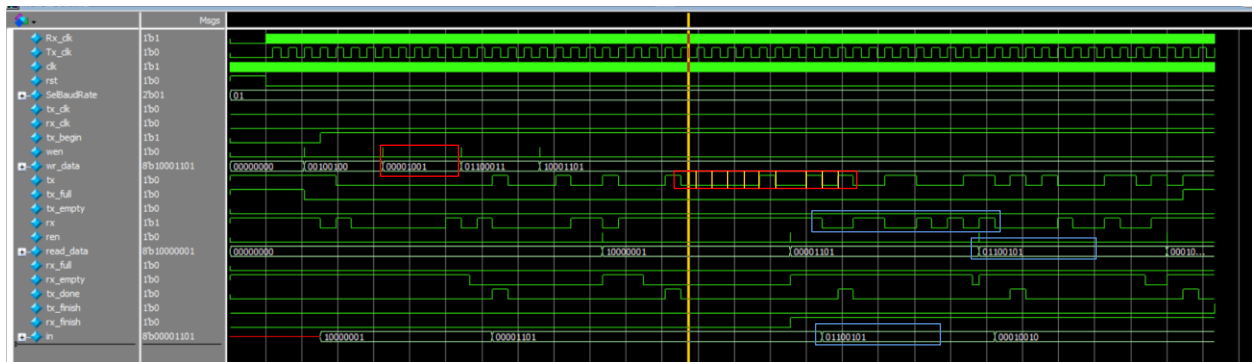 Msgs
Rx_clk 1'b1
Tx_clk 1'b0
clk 1'b1
rst 1'b0
SelBaudRate 2'b01 01
tx_clk 1'b0
rx_clk 1'b0
tx_begin 1'b1
wen 1'b0
wr_data 8'b10001101 00000000 00100100 00001001 01100011 10001101
tx 1'b0
tx_full 1'b0
tx_empty 1'b0
rx 1'b1
ren 1'b0
read_data 8'b10000001 00000000 10000001 00001101 01100101 00010...
rx_full 1'b0
rx_empty 1'b0
tx_done 1'b0
tx_finish 1'b0
rx_finish 1'b0
in 8'b00001101 10000001 00001101 01100101 00010010